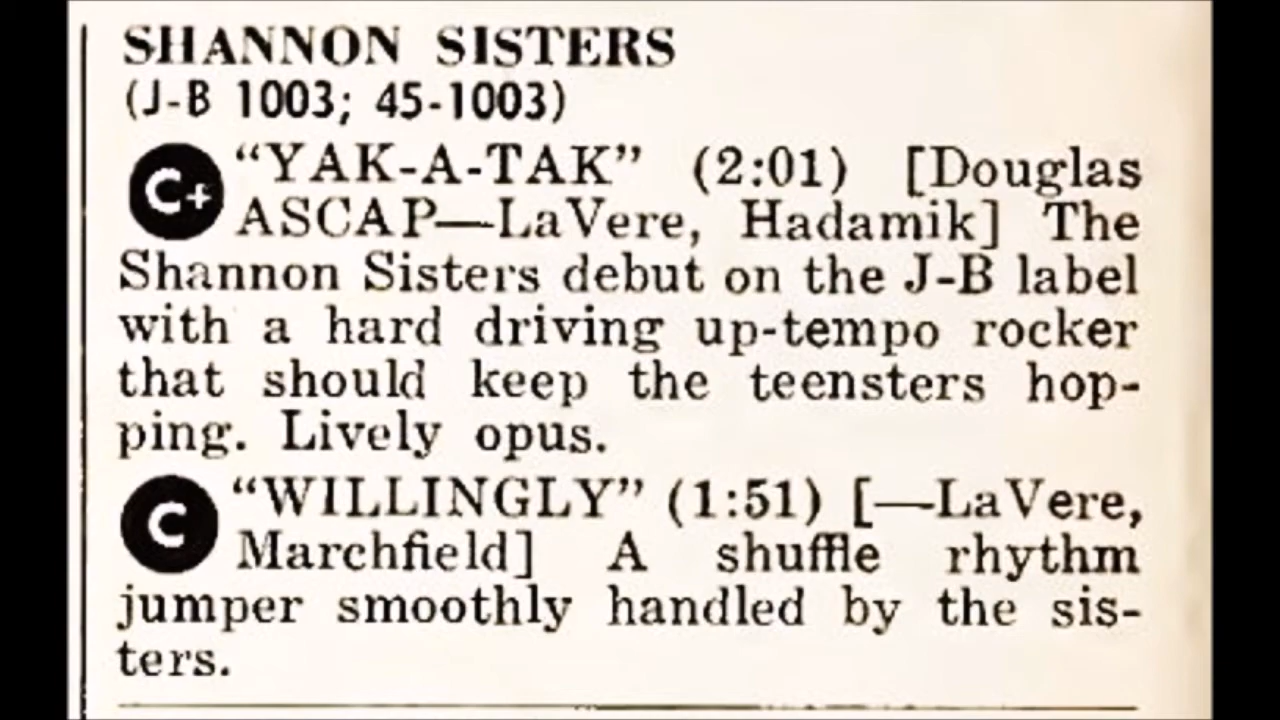 SHANNON SISTERS
(J-B 1003; 45-1003)
C+ “YAK-A-TAK” (2:01) [Douglas
ASCAP—LaVere, Hadamik] The
Shannon Sisters debut on the J-B label
with a hard driving up-tempo rocker
that should keep the teensters hop-
ping. Lively opus.
C “WILLINGLY” (1:51) [—LaVere,
Marchfield] A shuffle rhythm
jumper smoothly handled by the sis-
ters.